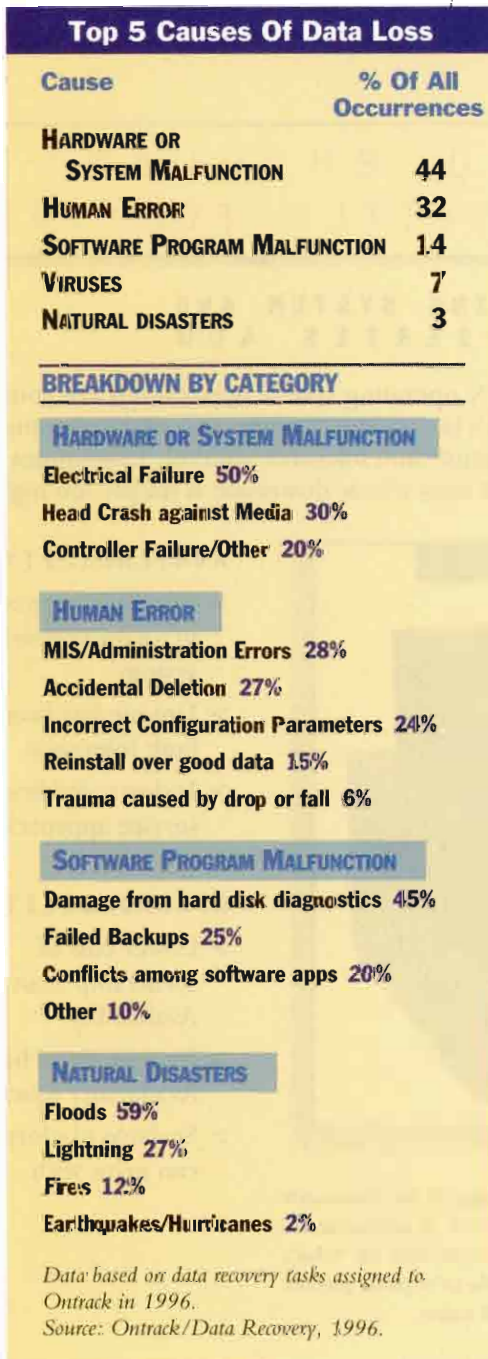 Top 5 Causes Of Data Loss
Cause % Of All
Occurrences
HARDWARE OR
SYSTEM MALFUNCTION 44
HUMAN ERROR 32
SOFTWARE PROGRAM MALFUNCTION 14
VIRUSES 7
NATURAL DISASTERS 3
BREAKDOWN BY CATEGORY
HARDWARE OR SYSTEM MALFUNCTION
Electrical Failure 50%
Head Crash against Media 30%
Controller Failure/Other 20%
HUMAN ERROR
MIS/Administration Errors 28%
Accidental Deletion 27%
Incorrect Configuration Parameters 24%
Reinstall over good data 15%
Trauma caused by drop or fall 6%
SOFTWARE PROGRAM MALFUNCTION
Damage from hard disk diagnostics 45%
Failed Backups 25%
Conflicts among software apps 20%
Other 10%
NATURAL DISASTERS
Floods 59%
Lightning 27%
Fires 12%
Earthquakes/Hurricanes 2%
Data based on data recovery tasks assigned to
Ontrack in 1996.
Source: Ontrack/Data Recovery, 1996.